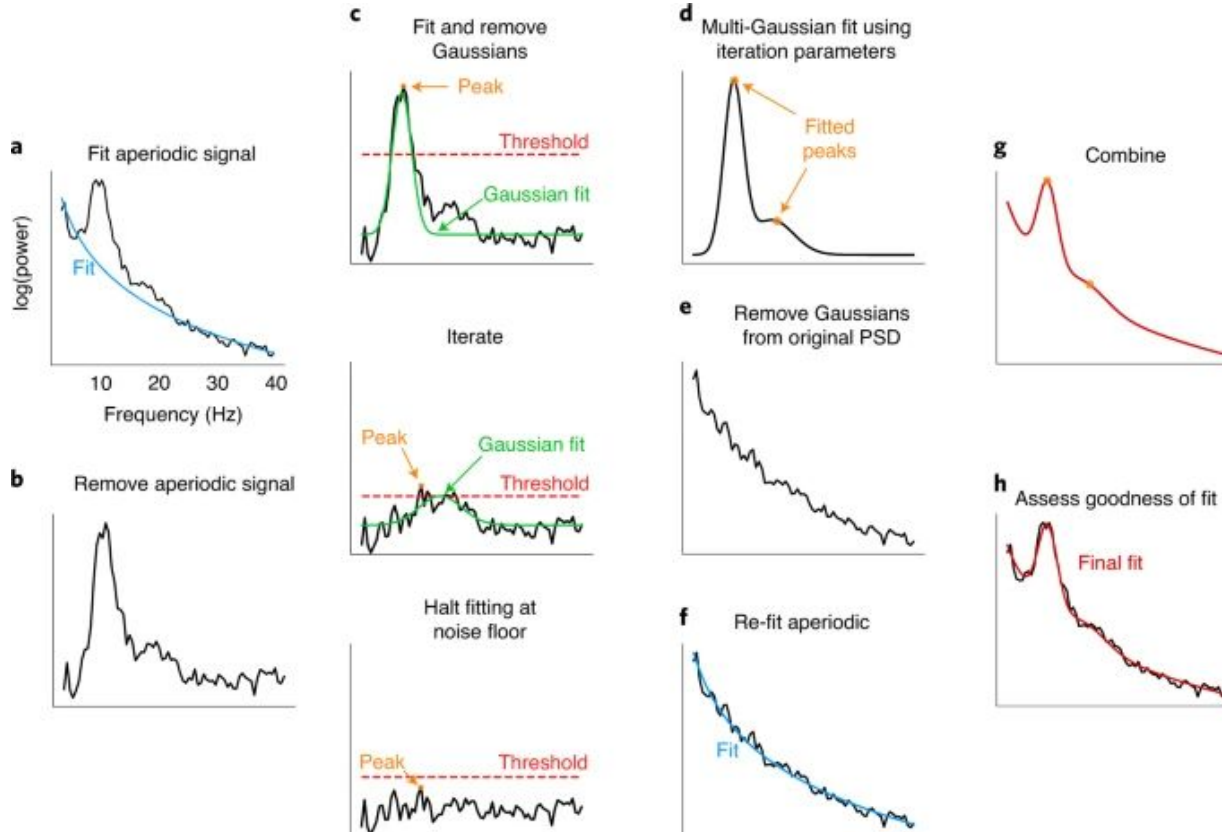 a
Fit aperiodic signal
log(power)
Fit
10 20 30 40
Frequency (Hz)
b
Remove aperiodic signal
c
Fit and remove
Gaussians
Peak
Threshold
Gaussian fit
Iterate
Peak
Gaussian fit
Threshold
Halt fitting at
noise floor
Threshold
Peak
d
Multi-Gaussian fit using
iteration parameters
Fitted
peaks
e
Remove Gaussians
from original PSD
f
Re-fit aperiodic
Fit
g
Combine
h
Assess goodness of fit
Final fit